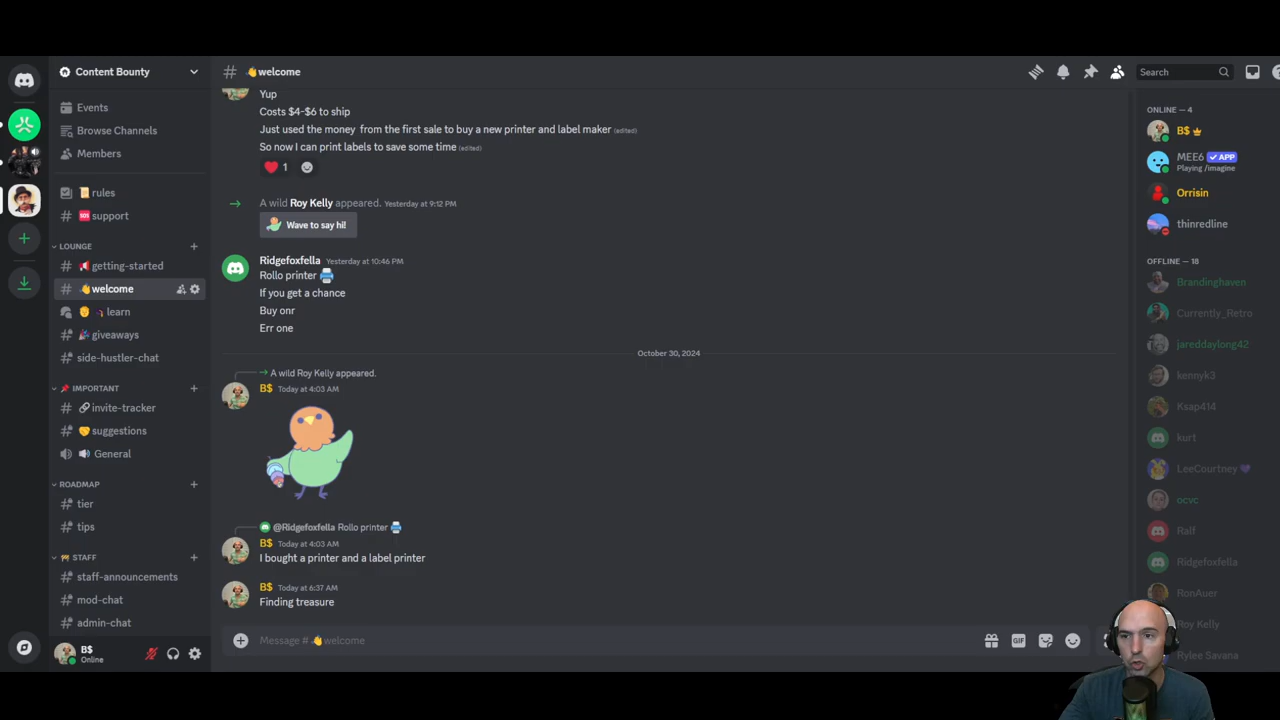 Content Bounty
Events
Browse Channels
Members
rules
support
LOUNGE
getting-started
welcome
learn
giveaways
side-hustler-chat
IMPORTANT
invite-tracker
suggestions
General
ROADMAP
tier
tips
STAFF
staff-announcements
mod-chat
admin-chat
B$
Online
welcome
Search
Yup
Costs $4-$6 to ship
Just used the money from the first sale to buy a new printer and label maker (edited)
So now I can print labels to save some time (edited)
1
A wild Roy Kelly appeared. Yesterday at 9:12 PM
Wave to say hi!
Ridgefoxfella Yesterday at 10:46 PM
Rollo printer
If you get a chance
Buy onr
Err one
October 30, 2024
A wild Roy Kelly appeared.
B$ Today at 4:03 AM
@Ridgefoxfella Rollo printer
B$ Today at 4:03 AM
I bought a printer and a label printer
B$ Today at 6:37 AM
Finding treasure
Message # welcome
GIF
ONLINE — 4
B$
MEE6 APP
Playing /imagine
Orrisin
thinredline
OFFLINE — 18
Brandinghaven
Currently_Retro
jareddaylong42
kennyk3
Ksap414
kurt
LeeCourtney
ocvc
Ralf
Ridgefoxfella
RonAuer
Roy Kelly
Rylee Savana